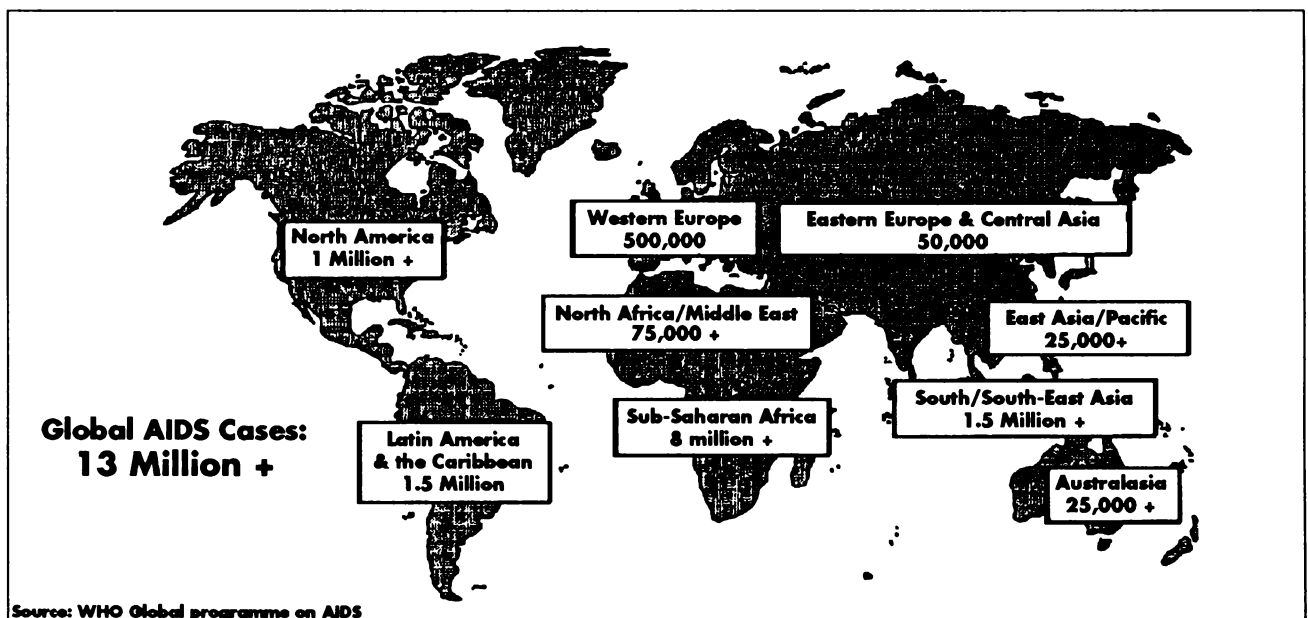 North America
1 Million +
Western Europe
500,000
Eastern Europe & Central Asia
50,000
North Africa/Middle East
75,000 +
East Asia/Pacific
25,000+
South/South-East Asia
1.5 Million +
Sub-Saharan Africa
8 million +
Latin America
& the Caribbean
1.5 Million
Australasia
25,000 +
Global AIDS Cases:
13 Million +
Source: WHO Global programme on AIDS